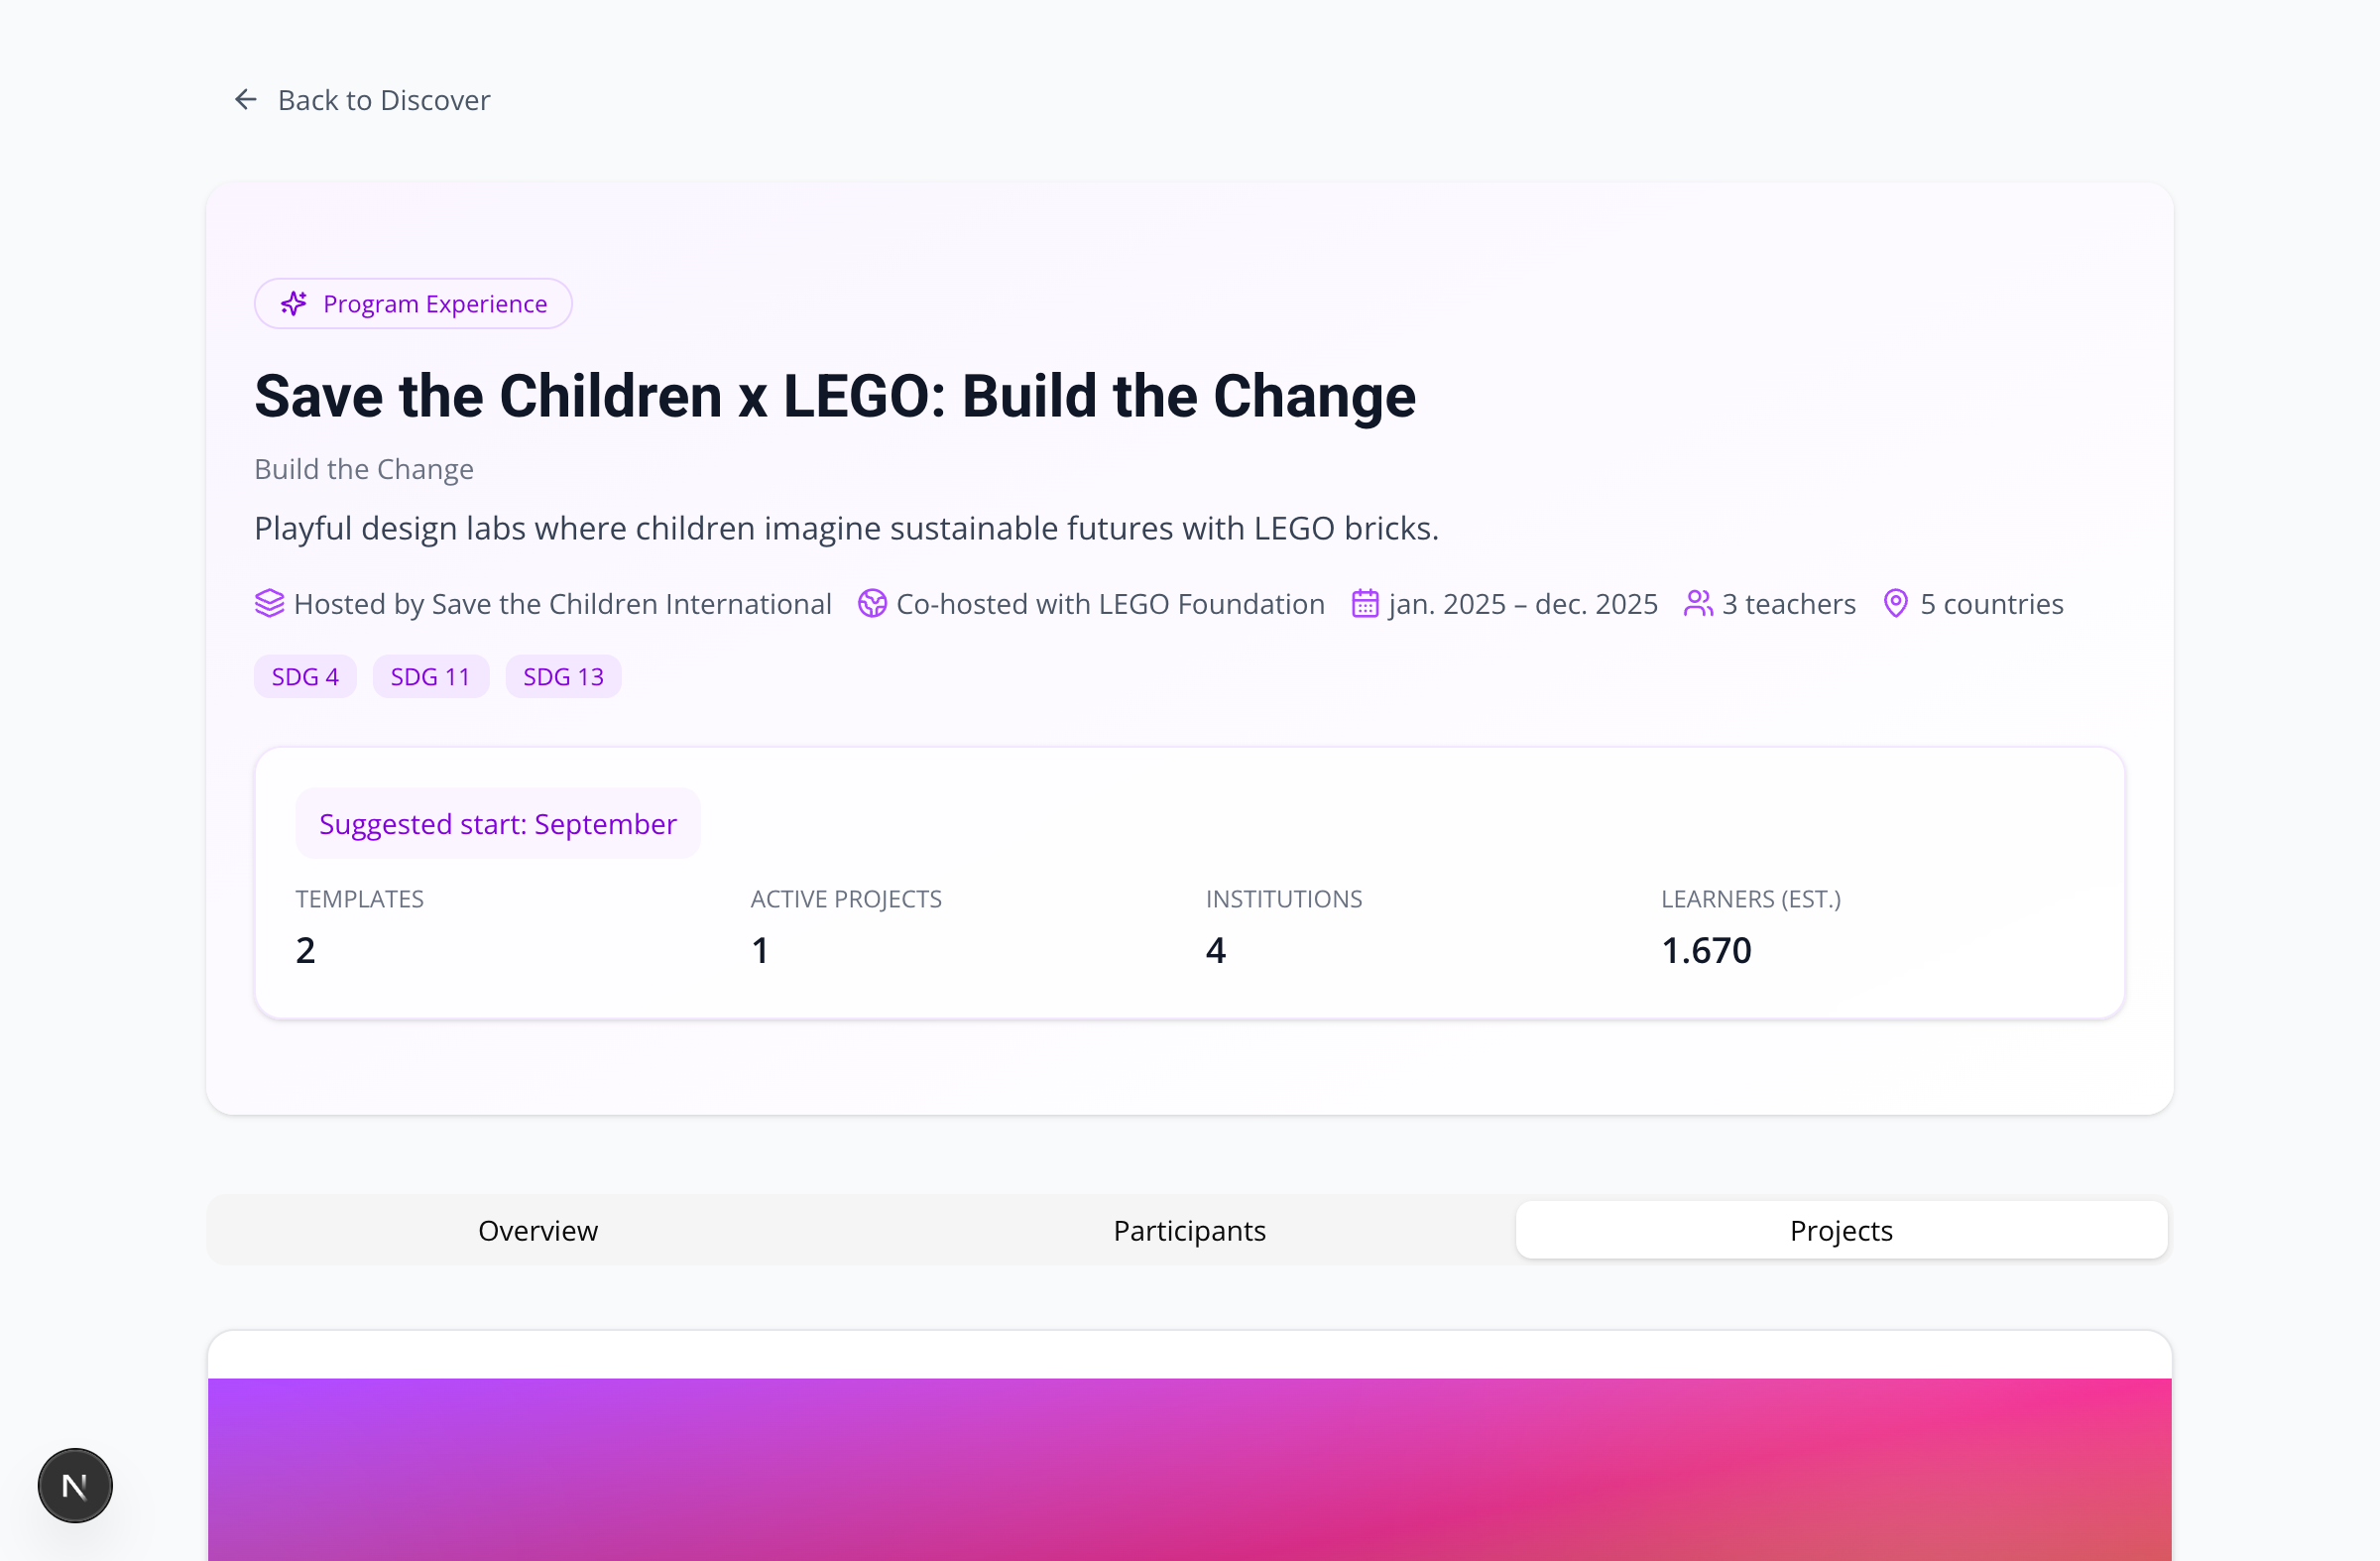 Back to Discover
Program Experience
Save the Children x LEGO: Build the Change
Build the Change
Playful design labs where children imagine sustainable futures with LEGO bricks.
Hosted by Save the Children International Co-hosted with LEGO Foundation jan. 2025 – dec. 2025 3 teachers 5 countries
SDG 4 SDG 11 SDG 13
Suggested start: September
TEMPLATES ACTIVE PROJECTS INSTITUTIONS LEARNERS (EST.)
2 1 4 1.670
Overview Participants Projects
N